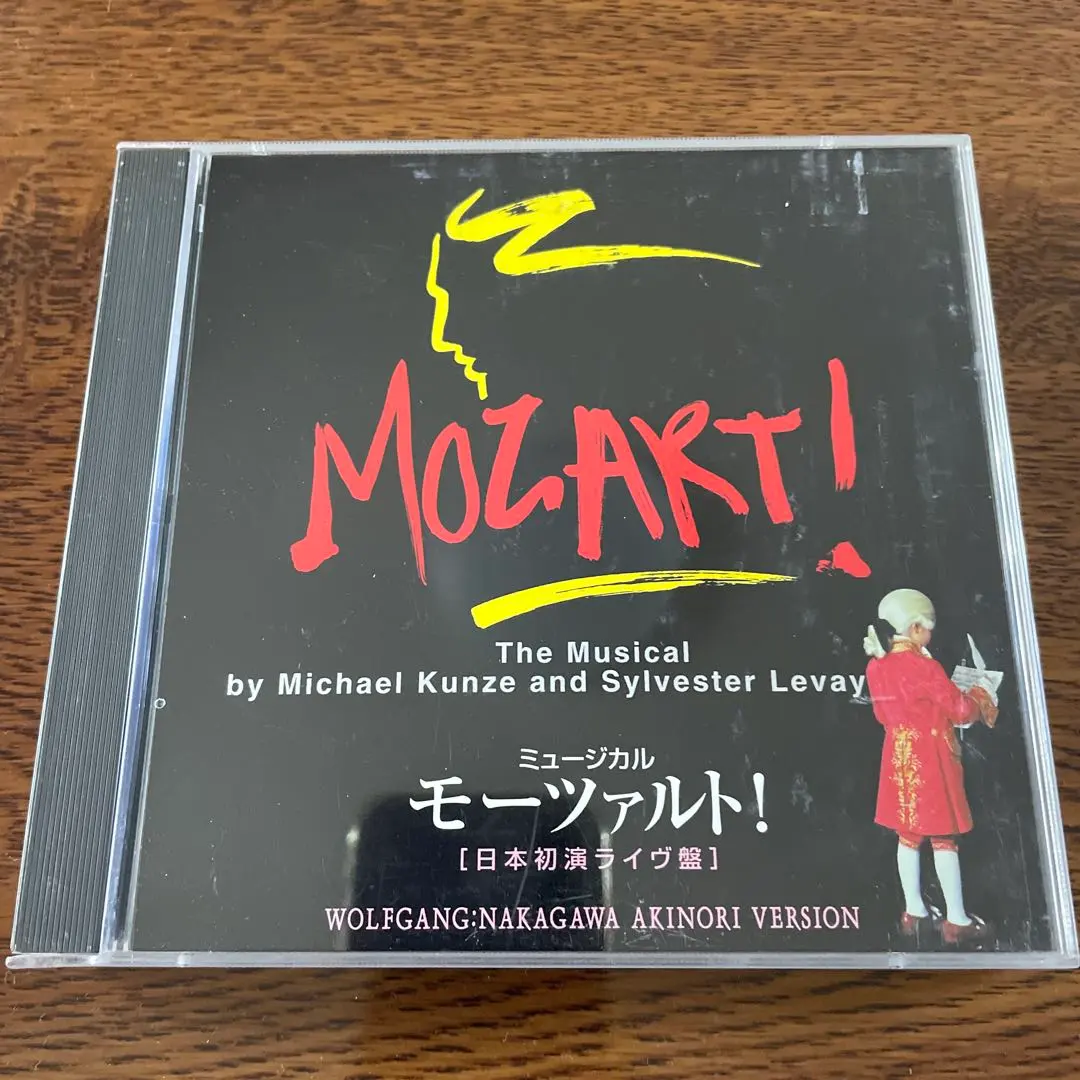 MOZART!
The Musical
by Michael Kunze and Sylvester Levay
ミュージカル
モーツァルト!
[日本初演ライヴ盤]
WOLFGANG:NAKAGAWA AKINORI VERSION